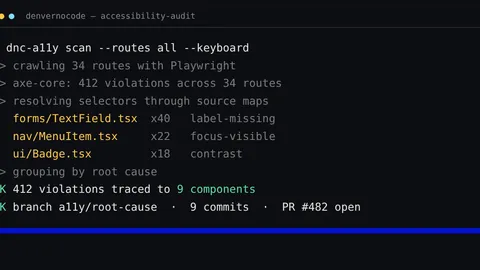 denvernocode — accessibility-audit
dnc-a11y scan --routes all --keyboard
> crawling 34 routes with Playwright
> axe-core: 412 violations across 34 routes
> resolving selectors through source maps
forms/TextField.tsx x40 label-missing
nav/MenuItem.tsx x22 focus-visible
ui/Badge.tsx x18 contrast
> grouping by root cause
K 412 violations traced to 9 components
K branch a11y/root-cause · 9 commits · PR #482 open